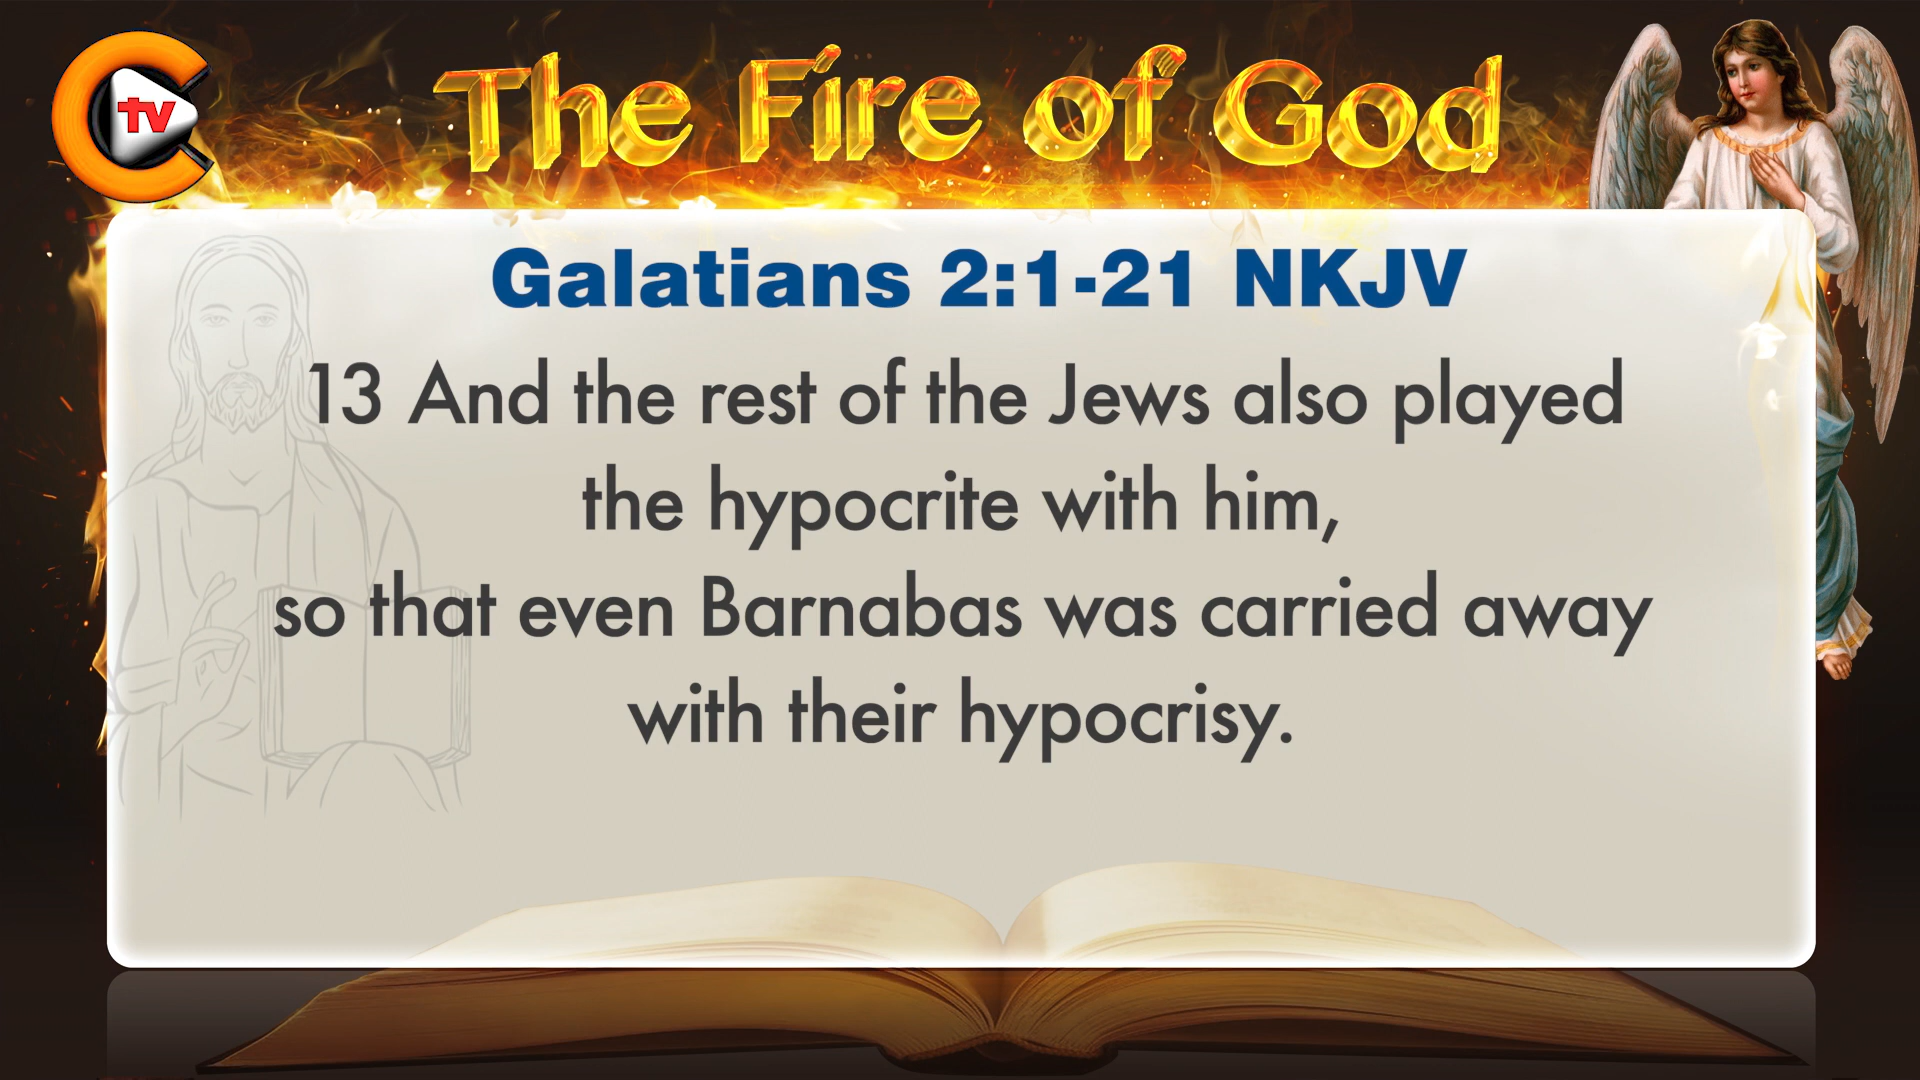 tv
The Fire of God
Galatians 2:1-21 NKJV
13 And the rest of the Jews also played
the hypocrite with him,
so that even Barnabas was carried away
with their hypocrisy.